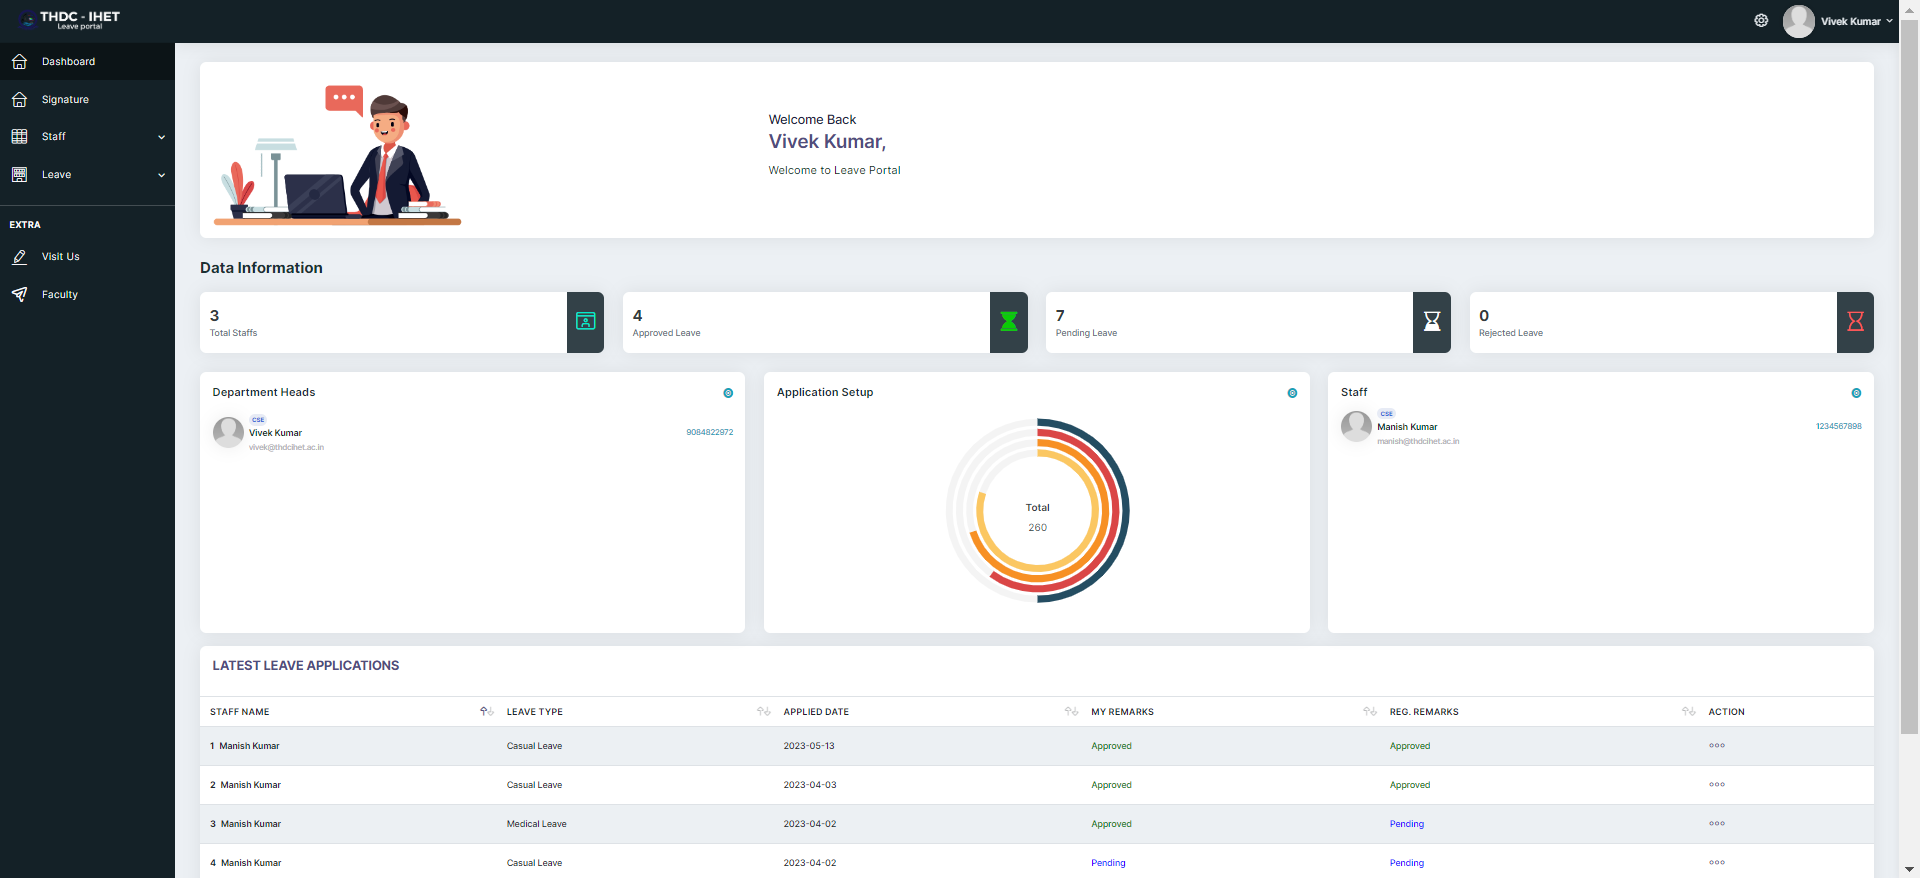 THDC - IHET
Leave portal
Vivek Kumar
Dashboard
Signature
Staff
Leave
EXTRA
Visit Us
Faculty
Welcome Back
Vivek Kumar,
Welcome to Leave Portal
Data Information
3
Total Staffs
4
Approved Leave
7
Pending Leave
0
Rejected Leave
Department Heads
CSE
Vivek Kumar
vivek@thdcihet.ac.in
9084822972
Application Setup
Total
260
Staff
CSE
Manish Kumar
manish@thdcihet.ac.in
1234567898
LATEST LEAVE APPLICATIONS
STAFF NAME LEAVE TYPE APPLIED DATE MY REMARKS REG. REMARKS ACTION
1 Manish Kumar Casual Leave 2023-05-13 Approved Approved
2 Manish Kumar Casual Leave 2023-04-03 Approved Approved
3 Manish Kumar Medical Leave 2023-04-02 Approved Pending
4 Manish Kumar Casual Leave 2023-04-02 Pending Pending